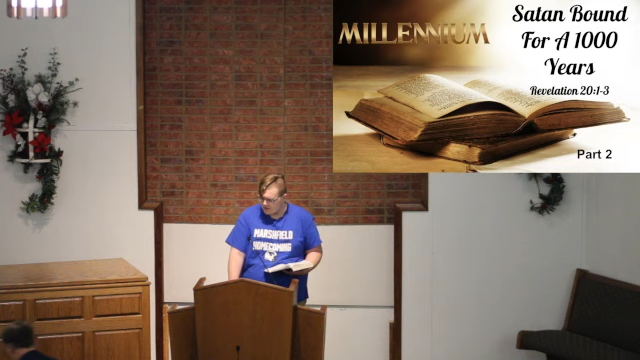 MILLENNIUM
Satan Bound
For A 1000
Years
Revelation 20:1-3
Part 2
MARSHFIELD
HOMECOMING